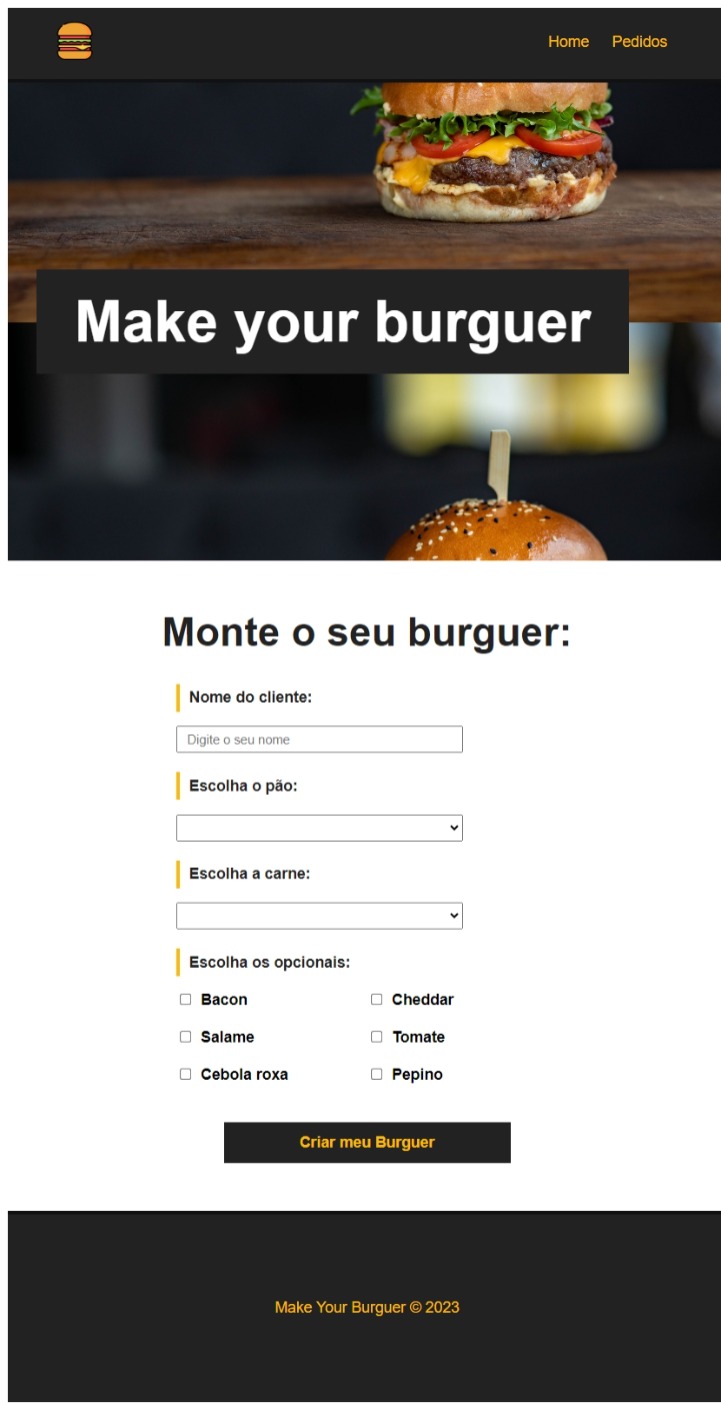 Home Pedidos
Make your burguer
Monte o seu burguer:
Nome do cliente:
Digite o seu nome
Escolha o pão:
Escolha a carne:
Escolha os opcionais:
Bacon Cheddar
Salame Tomate
Cebola roxa Pepino
Criar meu Burguer
Make Your Burguer © 2023